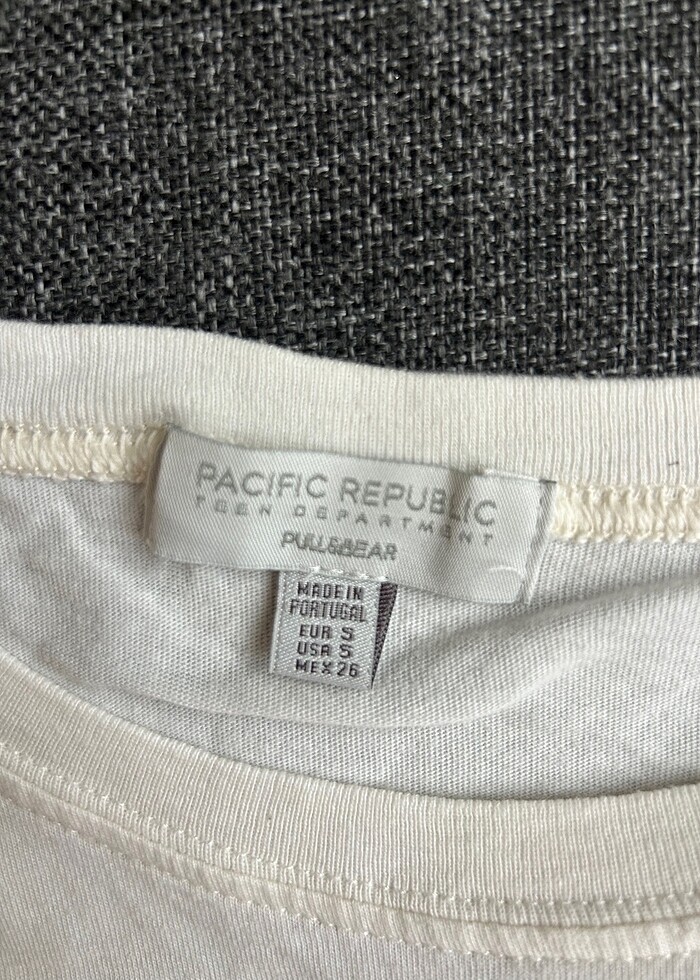 PACIFIC REPUBLIC
TEEN DEPARTMENT
PULL&BEAR
MADE IN
PORTUGAL
EUR S
USA S
MEX 26